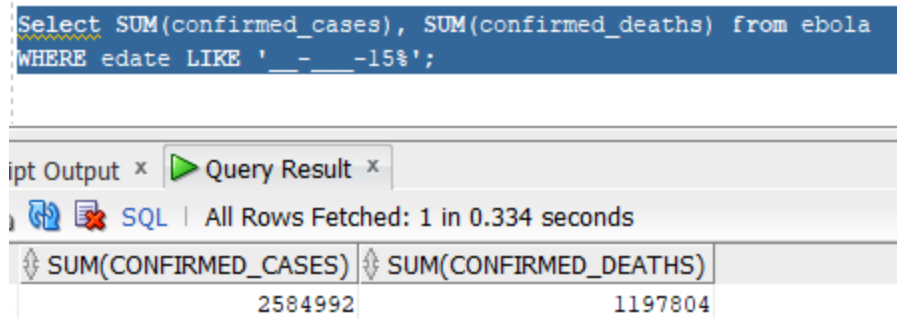 Select SUM(confirmed_cases), SUM(confirmed_deaths) from ebola
WHERE edate LIKE '__-___-15%';
ipt Output x Query Result x
SQL | All Rows Fetched: 1 in 0.334 seconds
SUM(CONFIRMED_CASES) SUM(CONFIRMED_DEATHS)
2584992 1197804